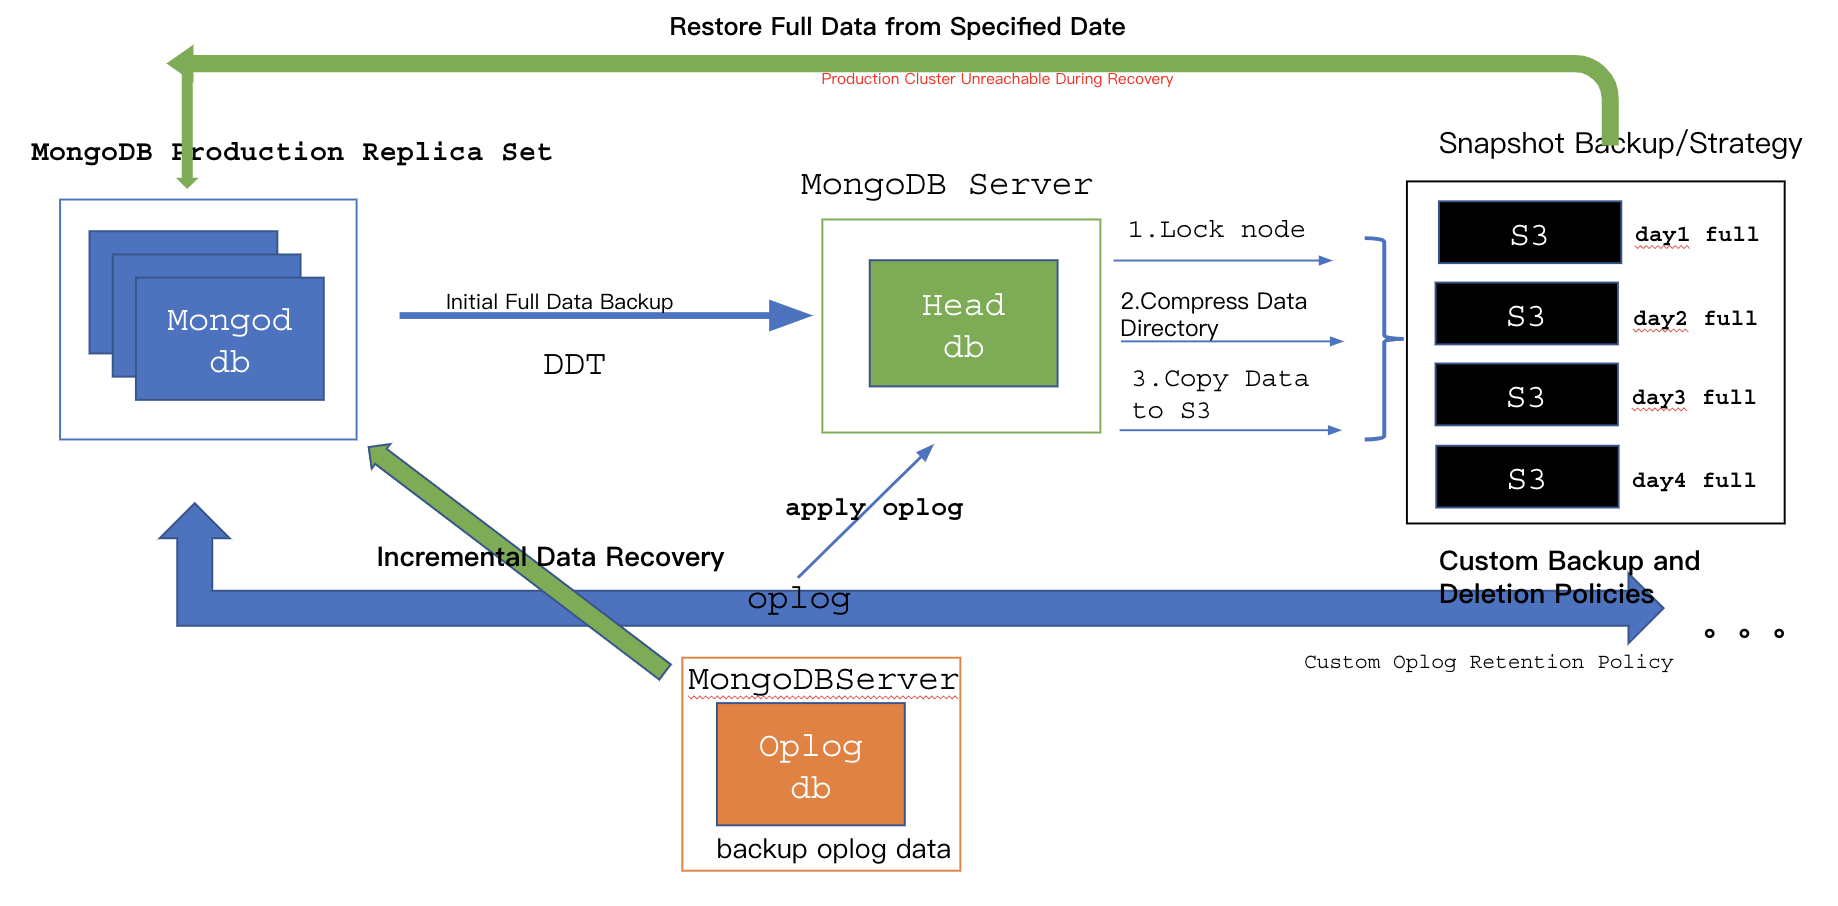 Restore Full Data from Specified Date
Production Cluster Unreachable During Recovery
MongoDB Production Replica Set
Mongod
db
Initial Full Data Backup
DDT
MongoDB Server
Head
db
1.Lock node
2.Compress Data
Directory
3.Copy Data
to S3
Snapshot Backup/Strategy
S3
day1 full
S3
day2 full
S3
day3 full
S3
day4 full
apply oplog
Incremental Data Recovery
oplog
Custom Backup and
Deletion Policies
Custom Oplog Retention Policy
MongoDBServer
Oplog
db
backup oplog data